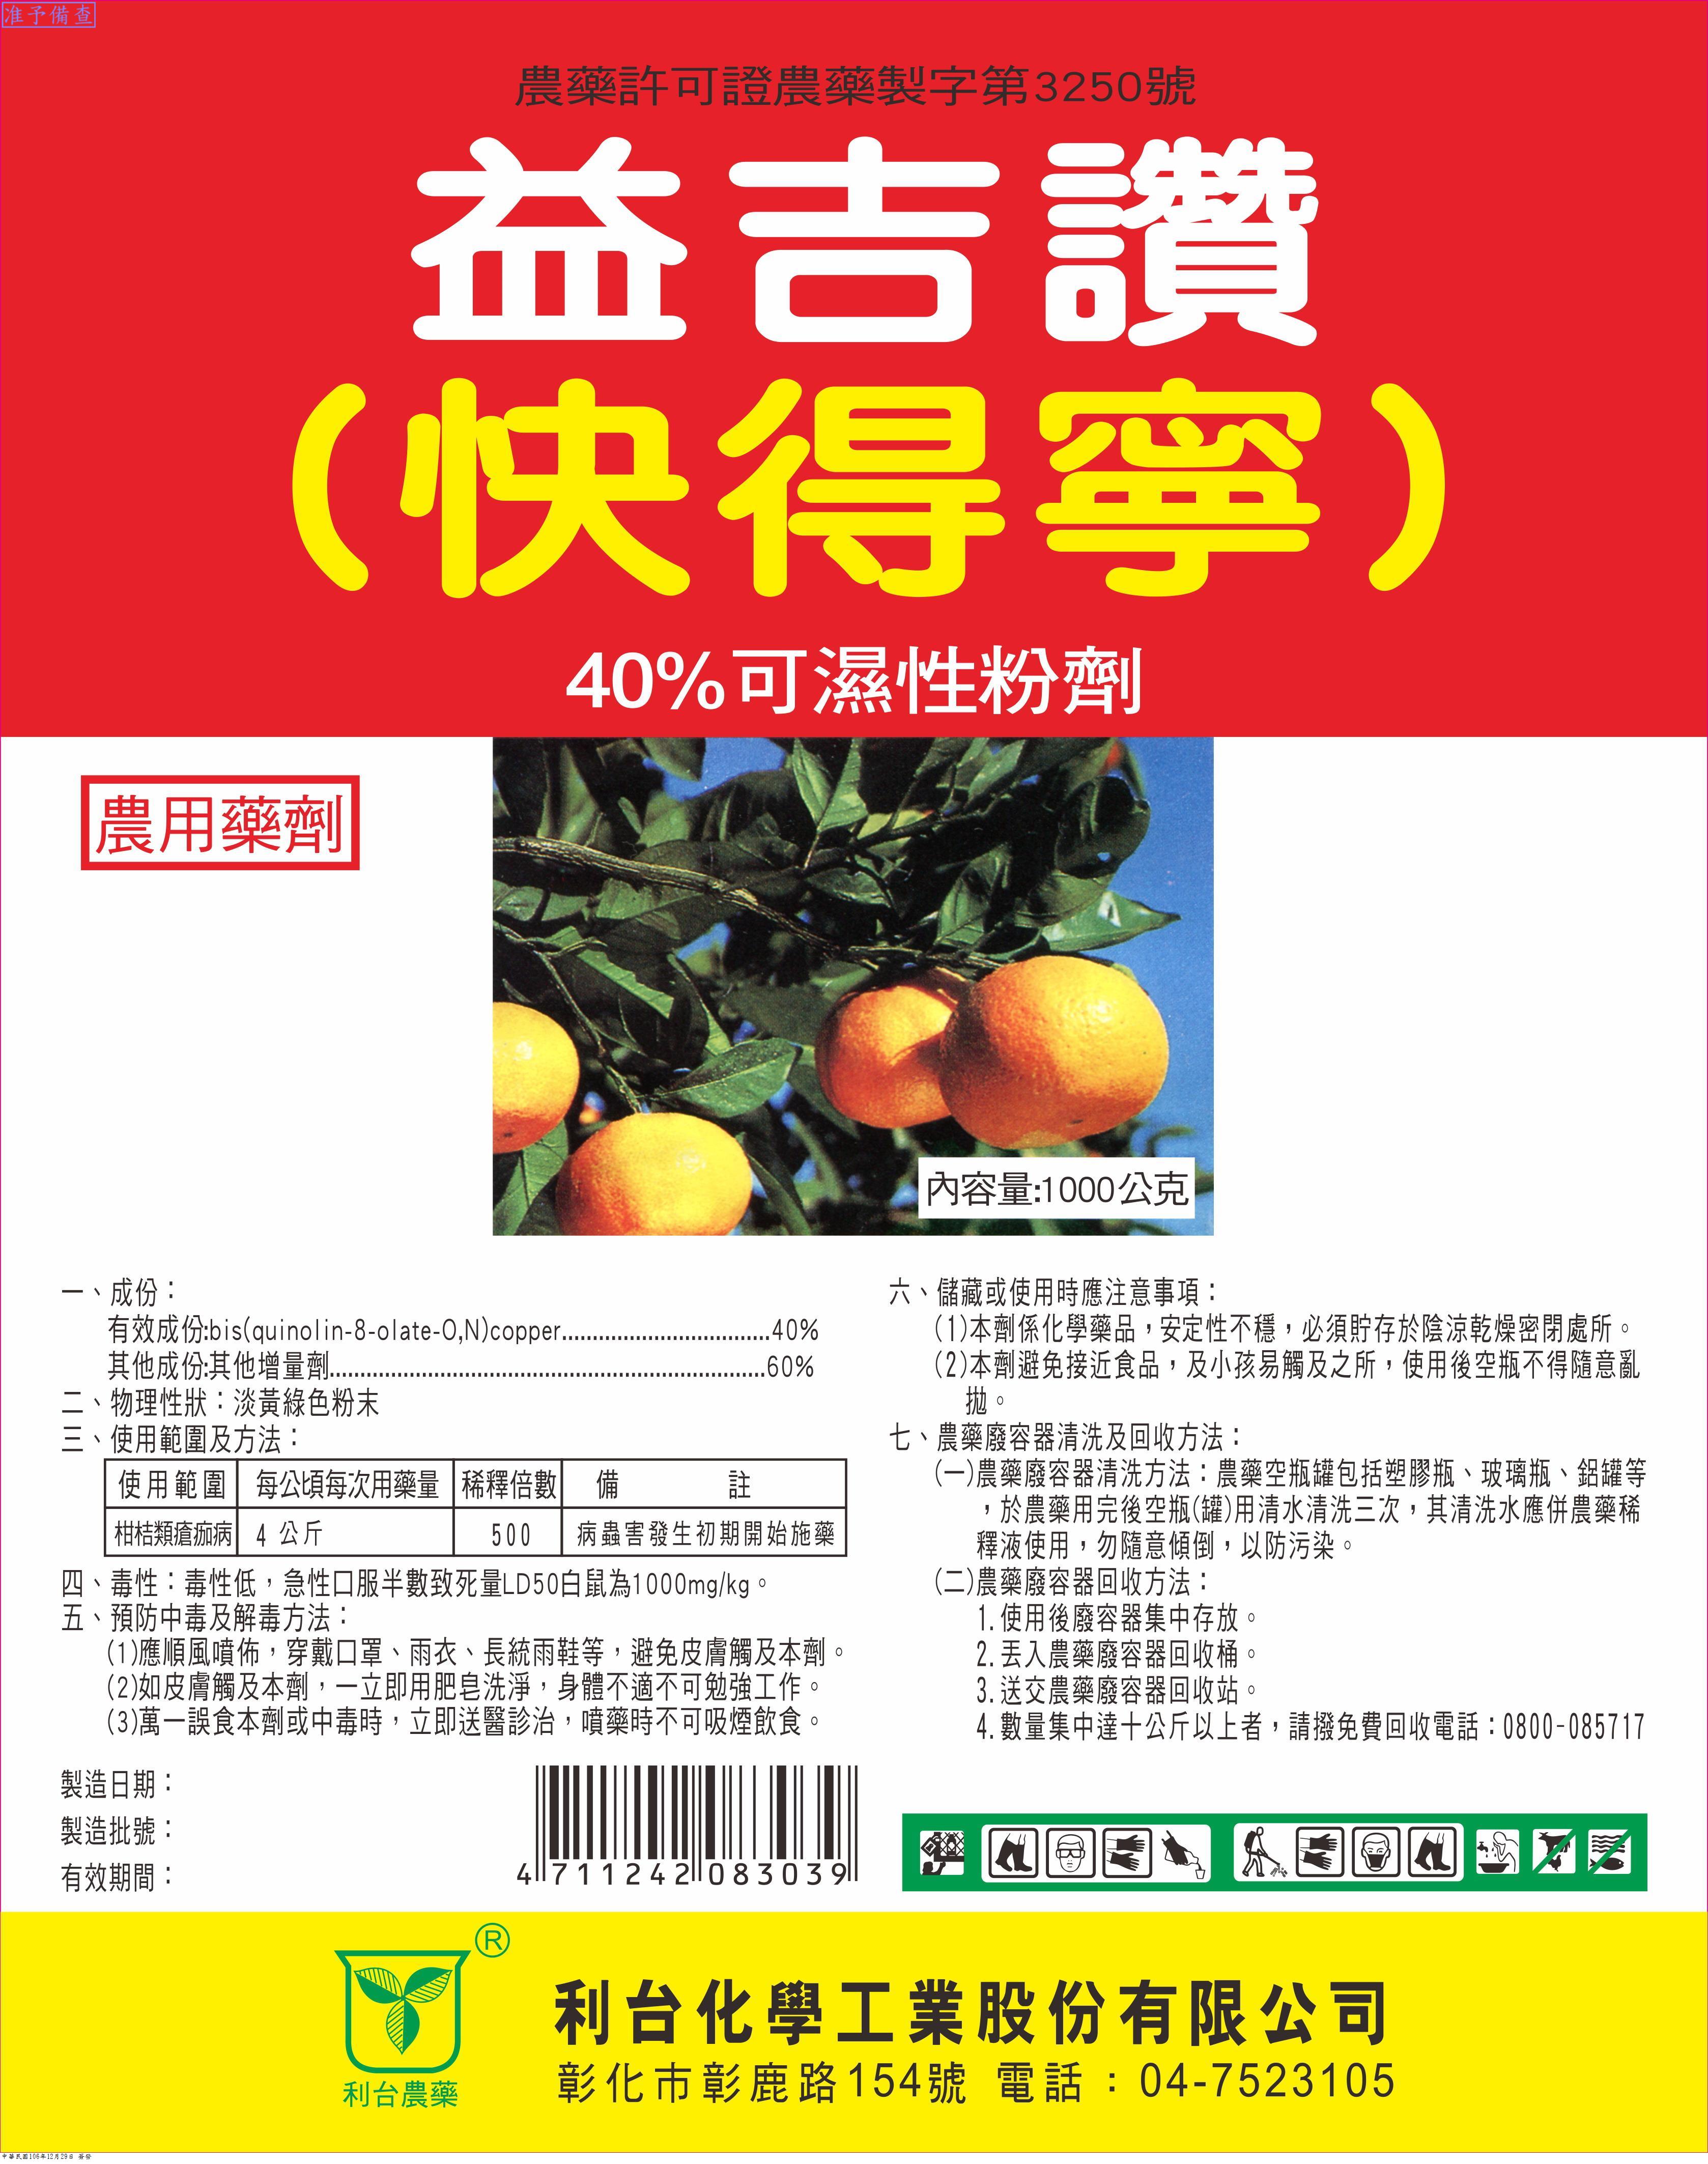 准予備查
農藥許可證農藥製字第3250號
益吉讚
(快得寧)
40%可濕性粉劑
農用藥劑
內容量:1000公克
一、成份：
有效成份:bis(quinolin-8-olate-O,N)copper..................................40%
其他成份:其他增量劑.......................................................................60%
二、物理性狀：淡黃綠色粉末
三、使用範圍及方法：
使用範圍 每公頃每次用藥量 稀釋倍數 備 註
柑桔類瘡痂病 4 公斤 500 病蟲害發生初期開始施藥
四、毒性：毒性低，急性口服半數致死量LD50白鼠為1000mg/kg。
五、預防中毒及解毒方法：
(1)應順風噴佈，穿戴口罩、雨衣、長統雨鞋等，避免皮膚觸及本劑。
(2)如皮膚觸及本劑，一立即用肥皂洗淨，身體不適不可勉強工作。
(3)萬一誤食本劑或中毒時，立即送醫診治，噴藥時不可吸煙飲食。
製造日期：
製造批號：
有效期間：
4 711242 083039
六、儲藏或使用時應注意事項：
(1)本劑係化學藥品，安定性不穩，必須貯存於陰涼乾燥密閉處所。
(2)本劑避免接近食品，及小孩易觸及之所，使用後空瓶不得隨意亂
拋。
七、農藥廢容器清洗及回收方法：
(一)農藥廢容器清洗方法：農藥空瓶罐包括塑膠瓶、玻璃瓶、鋁罐等
，於農藥用完後空瓶(罐)用清水清洗三次，其清洗水應併農藥稀
釋液使用，勿隨意傾倒，以防污染。
(二)農藥廢容器回收方法：
1.使用後廢容器集中存放。
2.丟入農藥廢容器回收桶。
3.送交農藥廢容器回收站。
4.數量集中達十公斤以上者，請撥免費回收電話：0800-085717
®
利台農藥
利台化學工業股份有限公司
彰化市彰鹿路154號 電話：04-7523105
中華民國106年12月29日 簽發